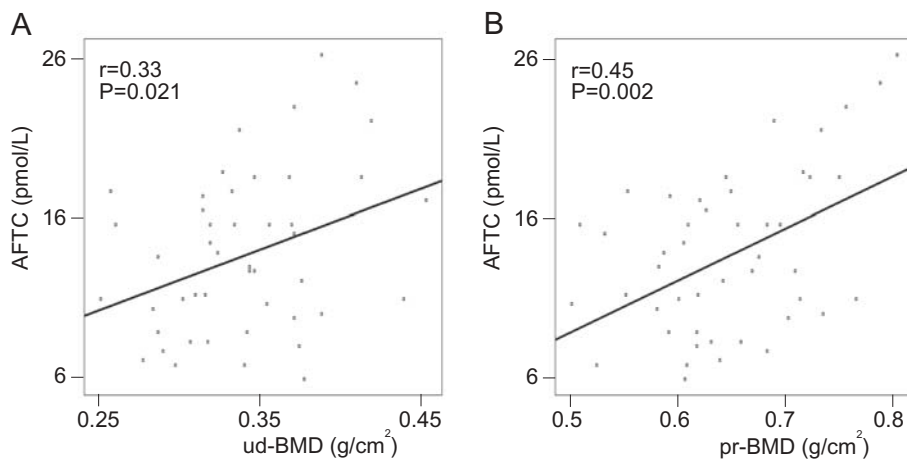 A
AFTC (pmol/L)
26
16
6
r=0.33
P=0.021
0.25
0.35
0.45
ud-BMD (g/cm²)
B
AFTC (pmol/L)
26
16
6
r=0.45
P=0.002
0.5
0.6
0.7
0.8
pr-BMD (g/cm²)